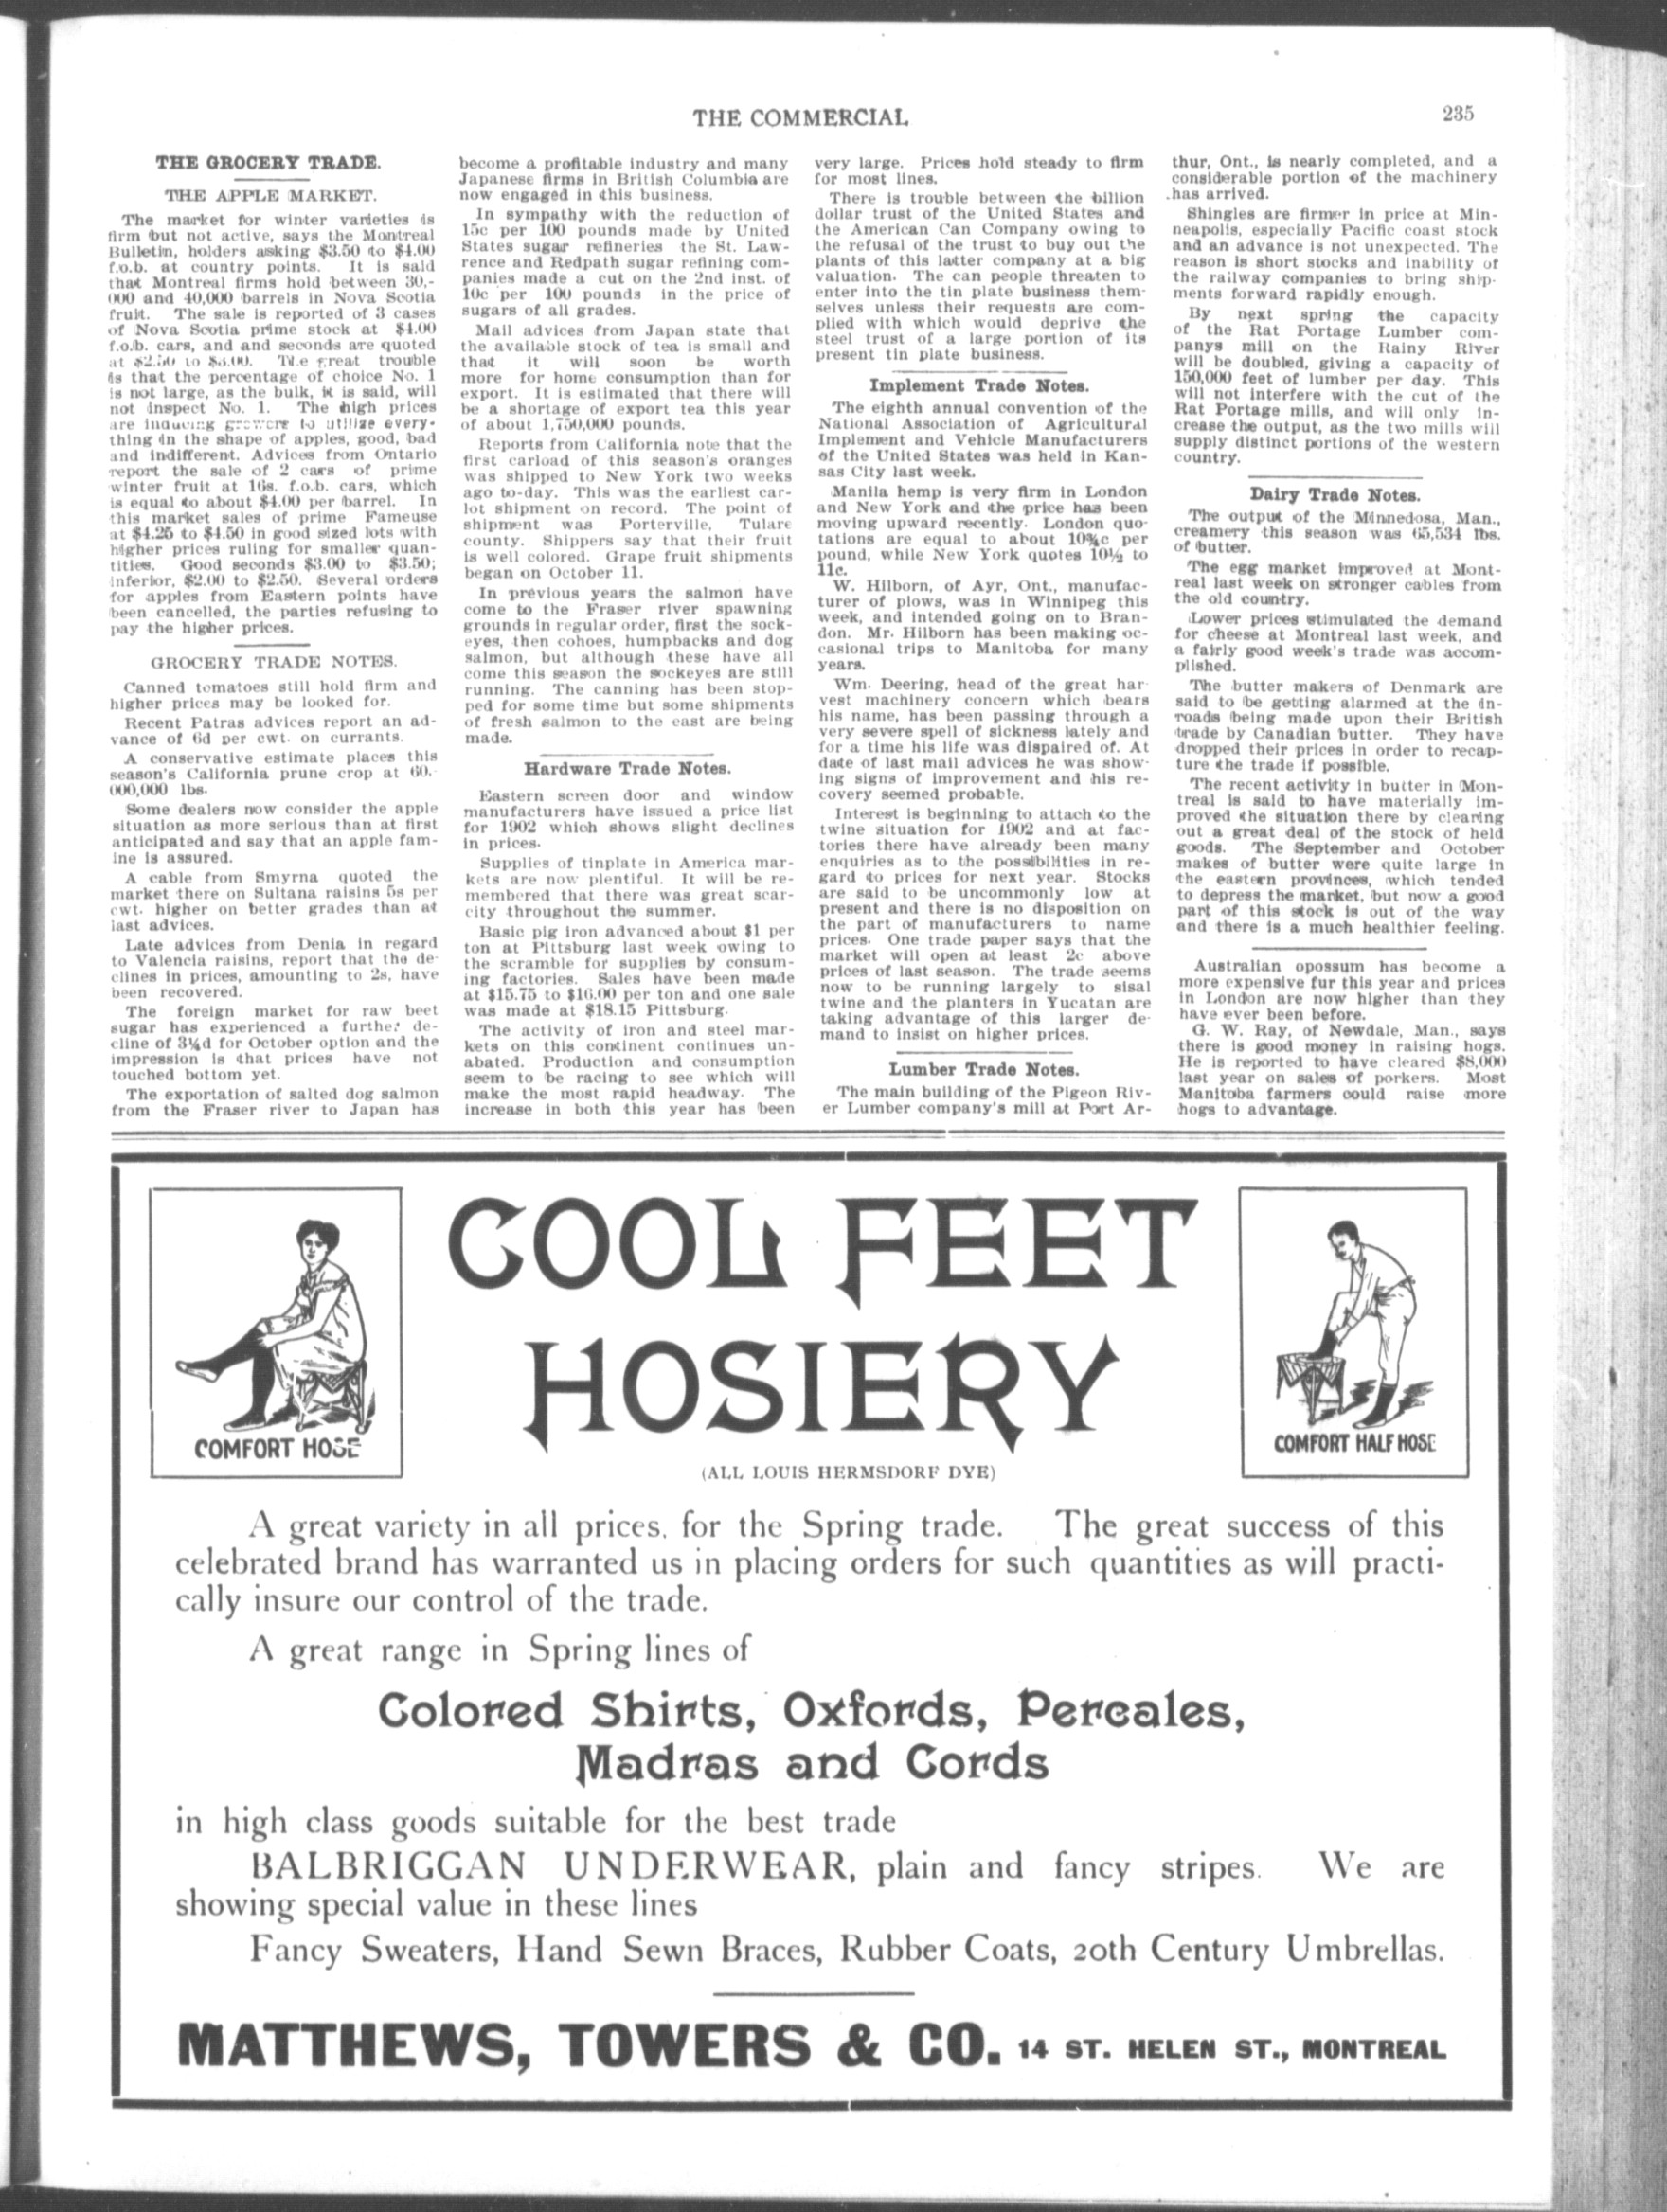 THE COMMERCIAL
235
THE GROCERY TRADE.
THE APPLE MARKET.
The market for winter varieties is
firm but not active, says the Montreal
Bulletin, holders asking $3.50 to $4.00
f.o.b. at country points. It is said
that Montreal firms hold between 30,-
000 and 40,000 barrels in Nova Scotia
fruit. The sale is reported of 3 cases
of Nova Scotia prime stock at $4.00
f.o.b. cars, and and seconds are quoted
at $2.50 to $3.00. The great trouble
is that the percentage of choice No. 1
is not large, as the bulk, it is said, will
not inspect No. 1. The high prices
are inducing growers to utilize every-
thing in the shape of apples, good, bad
and indifferent. Advices from Ontario
report the sale of 2 cars of prime
winter fruit at 16s. f.o.b. cars, which
is equal to about $4.00 per barrel. In
this market sales of prime Fameuse
at $4.25 to $4.50 in good sized lots with
higher prices ruling for smaller quan-
tities. Good seconds $3.00 to $3.50;
inferior, $2.00 to $2.50. Several orders
for apples from Eastern points have
been cancelled, the parties refusing to
pay the higher prices.
GROCERY TRADE NOTES.
Canned tomatoes still hold firm and
higher prices may be looked for.
Recent Patras advices report an ad-
vance of 6d per cwt. on currants.
A conservative estimate places this
season's California prune crop at 60,-
000,000 lbs.
Some dealers now consider the apple
situation as more serious than at first
anticipated and say that an apple fam-
ine is assured.
A cable from Smyrna quoted the
market there on Sultana raisins 5s per
cwt. higher on better grades than at
last advices.
Late advices from Denia in regard
to Valencia raisins, report that the de-
clines in prices, amounting to 2s, have
been recovered.
The foreign market for raw beet
sugar has experienced a further de-
cline of 3¼d for October option and the
impression is that prices have not
touched bottom yet.
The exportation of salted dog salmon
from the Fraser river to Japan has
become a profitable industry and many
Japanese firms in British Columbia are
now engaged in this business.
In sympathy with the reduction of
15c per 100 pounds made by United
States sugar refineries the St. Law-
rence and Redpath sugar refining com-
panies made a cut on the 2nd inst. of
10c per 100 pounds in the price of
sugars of all grades.
Mail advices from Japan state that
the available stock of tea is small and
that it will soon be worth
more for home consumption than for
export. It is estimated that there will
be a shortage of export tea this year
of about 1,750,000 pounds.
Reports from California note that the
first carload of this season's oranges
was shipped to New York two weeks
ago to-day. This was the earliest car-
lot shipment on record. The point of
shipment was Porterville, Tulare
county. Shippers say that their fruit
is well colored. Grape fruit shipments
began on October 11.
In previous years the salmon have
come to the Fraser river spawning
grounds in regular order, first the sock-
eyes, then cohoes, humpbacks and dog
salmon, but although these have all
come this season the sockeyes are still
running. The canning has been stop-
ped for some time but some shipments
of fresh salmon to the east are being
made.
Hardware Trade Notes.
Eastern screen door and window
manufacturers have issued a price list
for 1902 which shows slight declines
in prices.
Supplies of tinplate in America mar-
kets are now plentiful. It will be re-
membered that there was great scar-
city throughout the summer.
Basic pig iron advanced about $1 per
ton at Pittsburg last week owing to
the scramble for supplies by consum-
ing factories. Sales have been made
at $15.75 to $16.00 per ton and one sale
was made at $18.15 Pittsburg.
The activity of iron and steel mar-
kets on this continent continues un-
abated. Production and consumption
seem to be racing to see which will
make the most rapid headway. The
increase in both this year has been
very large. Prices hold steady to firm
for most lines.
There is trouble between the billion
dollar trust of the United States and
the American Can Company owing to
the refusal of the trust to buy out the
plants of this latter company at a big
valuation. The can people threaten to
enter into the tin plate business them-
selves unless their requests are com-
plied with which would deprive the
steel trust of a large portion of its
present tin plate business.
Implement Trade Notes.
The eighth annual convention of the
National Association of Agricultural
Implement and Vehicle Manufacturers
of the United States was held in Kan-
sas City last week.
Manila hemp is very firm in London
and New York and the price has been
moving upward recently. London quo-
tations are equal to about per
pound, while New York quotes 10½ to
11c.
W. Hilborn, of Ayr, Ont., manufac-
turer of plows, was in Winnipeg this
week, and intended going on to Bran-
don. Mr. Hilborn has been making oc-
casional trips to Manitoba for many
years.
Wm. Deering, head of the great har-
vest machinery concern which bears
his name, has been passing through a
very severe spell of sickness lately and
for a time his life was dispaired of. At
date of last mail advices he was show-
ing signs of improvement and his re-
covery seemed probable.
Interest is beginning to attach to the
twine situation for 1902 and at fac-
tories there have already been many
enquiries as to the possibilities in re-
gard to prices for next year. Stocks
are said to be uncommonly low at
present and there is no disposition on
the part of manufacturers to name
prices. One trade paper says that the
market will open at least 2c above
prices of last season. The trade seems
now to be running largely to sisal
twine and the planters in Yucatan are
taking advantage of this larger de-
mand to insist on higher prices.
Lumber Trade Notes.
The main building of the Pigeon Riv-
er Lumber company's mill at Port Ar-
thur, Ont., is nearly completed, and a
considerable portion of the machinery
has arrived.
Shingles are firmer in price at Min-
neapolis, especially Pacific coast stock
and an advance is not unexpected. The
reason is short stocks and inability of
the railway companies to bring ship-
ments forward rapidly enough.
By next spring the capacity
of the Rat Portage Lumber com-
panys mill on the Rainy River
will be doubled, giving a capacity of
150,000 feet of lumber per day. This
will not interfere with the cut of the
Rat Portage mills, and will only in-
crease the output, as the two mills will
supply distinct portions of the western
country.
Dairy Trade Notes.
The output of the Minnedosa, Man.,
creamery this season was 65,534 lbs.
of butter.
The egg market improved at Mont-
real last week on stronger cables from
the old country.
Lower prices stimulated the demand
for cheese at Montreal last week, and
a fairly good week's trade was accom-
plished.
The butter makers of Denmark are
said to be getting alarmed at the in-
roads being made upon their British
trade by Canadian butter. They have
dropped their prices in order to recap-
ture the trade if possible.
The recent activity in butter in Mon-
treal is said to have materially im-
proved the situation there by clearing
out a great deal of the stock of held
goods. The September and October
makes of butter were quite large in
the eastern provinces, which tended
to depress the market, but now a good
part of this stock is out of the way
and there is a much healthier feeling.
Australian opossum has become a
more expensive fur this year and prices
in London are now higher than they
have ever been before.
G. W. Ray, of Newdale, Man., says
there is good money in raising hogs.
He is reported to have cleared $8,000
last year on sales of porkers. Most
Manitoba farmers could raise more
hogs to advantage.
COOL FEET
HOSIERY
COMFORT HOSE
COMFORT HALF HOSE
(ALL LOUIS HERMSDORF DYE)
A great variety in all prices, for the Spring trade. The great success of this
celebrated brand has warranted us in placing orders for such quantities as will practi-
cally insure our control of the trade.
A great range in Spring lines of
Colored Shirts, Oxfords, Percales,
Madras and Cords
in high class goods suitable for the best trade
BALBRIGGAN UNDERWEAR, plain and fancy stripes. We are
showing special value in these lines
Fancy Sweaters, Hand Sewn Braces, Rubber Coats, 20th Century Umbrellas.
MATTHEWS, TOWERS & CO. 14 ST. HELEN ST., MONTREAL